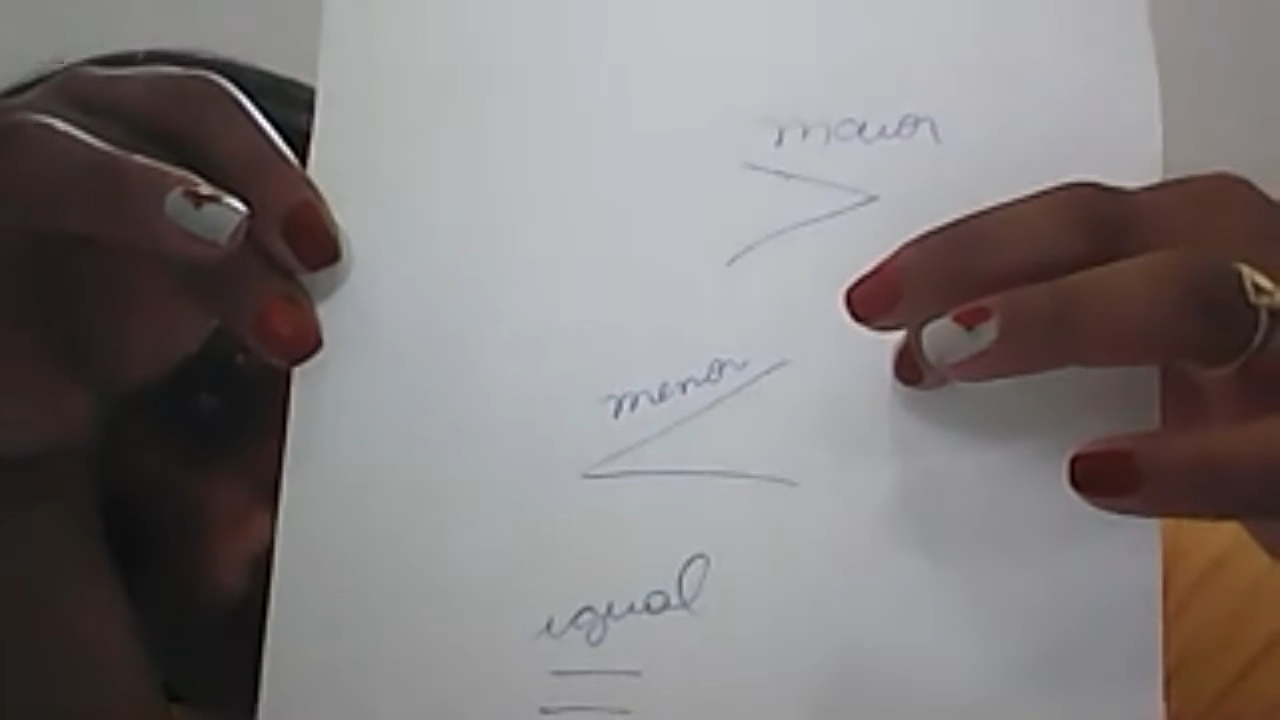 maior
>
menor
<
igual
=